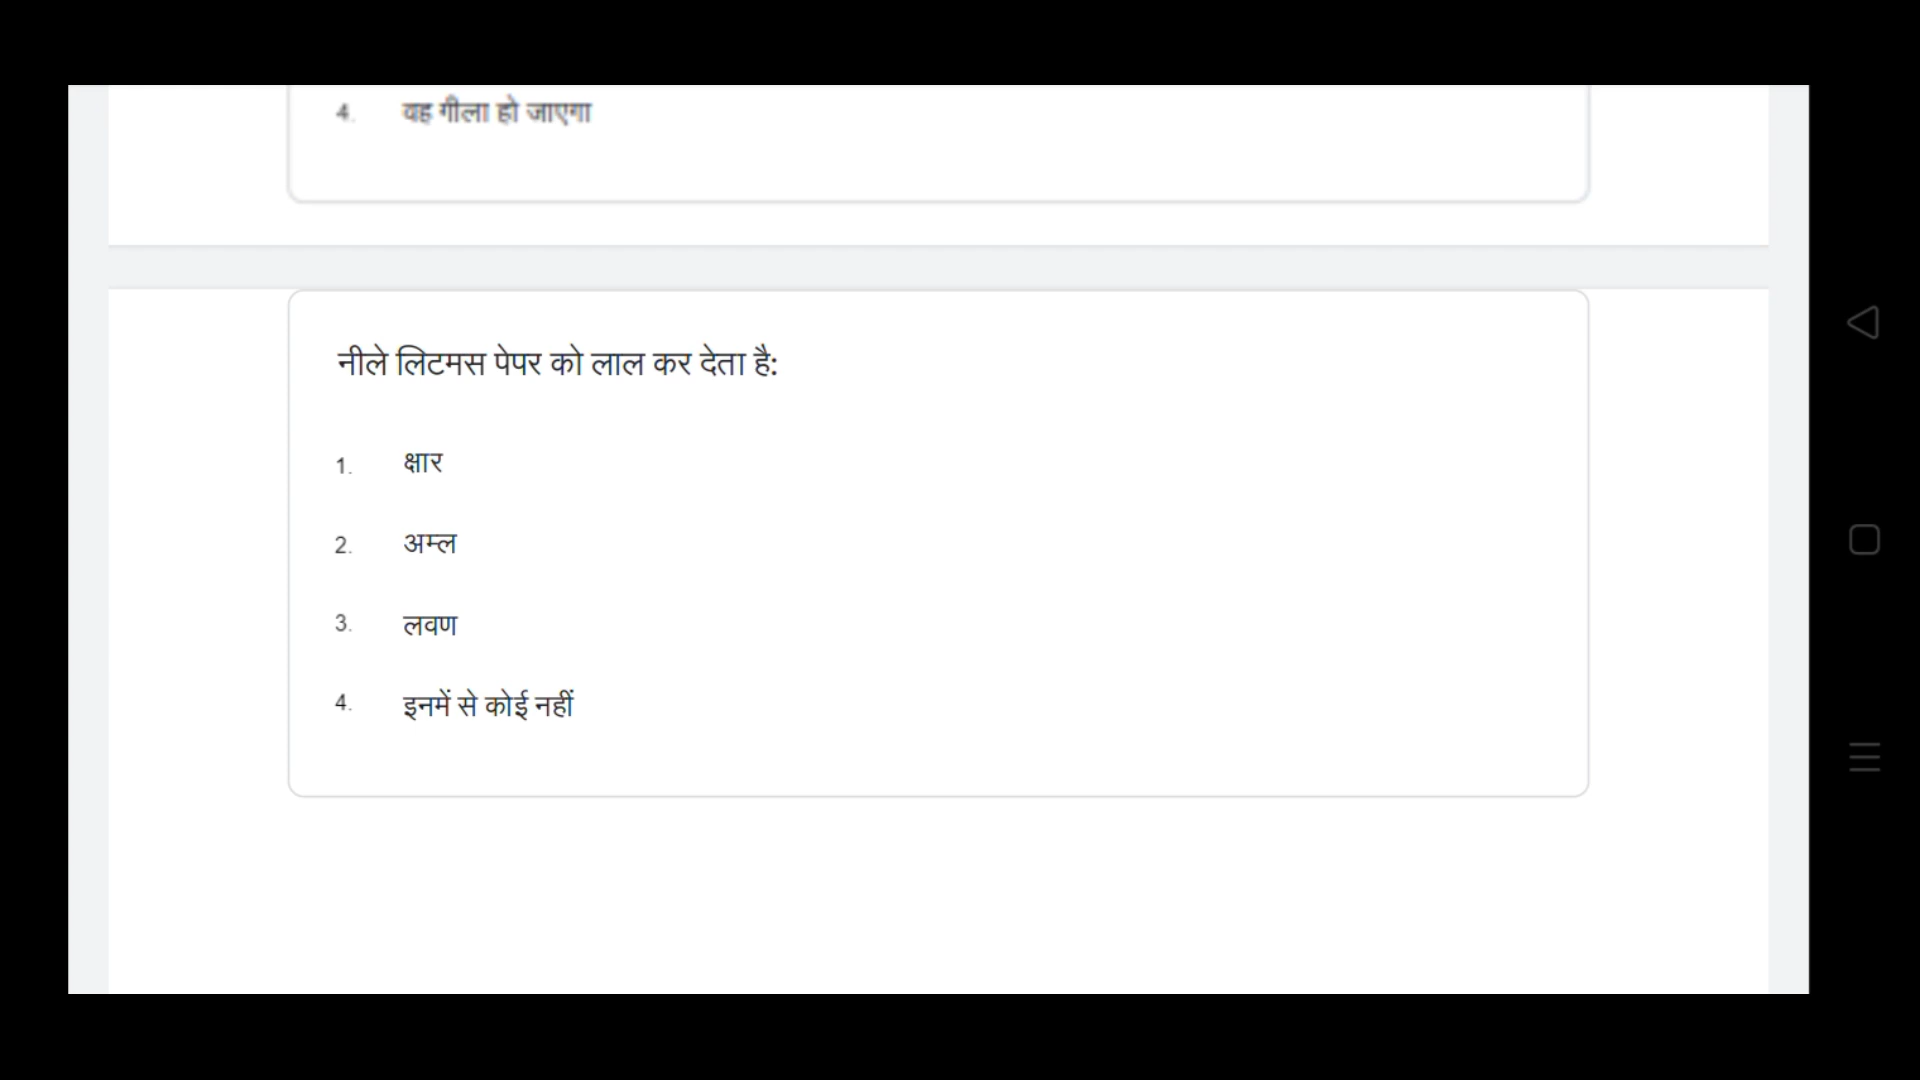 4. वह गीला हो जाएगा
नीले लिटमस पेपर को लाल कर देता है:
1. क्षार
2. अम्ल
3. लवण
4. इनमें से कोई नहीं